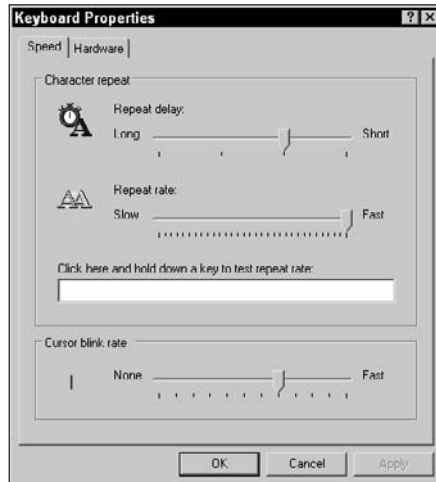 Keyboard Properties
Speed
Hardware
Character repeat
Repeat delay:
Long
Short
Repeat rate:
Slow
Fast
Click here and hold down a key to test repeat rate:
Cursor blink rate
None
Fast
OK
Cancel
Apply